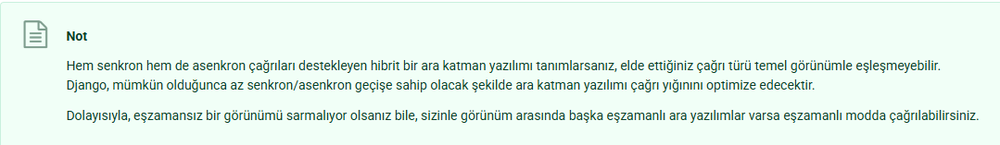 Not
Hem senkron hem de asenkron çağrıları destekleyen hibrit bir ara katman yazılımı tanımlarsanız, elde ettiğiniz çağrı türü temel görünümle eşleşmeyebilir.
Django, mümkün olduğunca az senkron/asenkron geçişe sahip olacak şekilde ara katman yazılımı çağrı yığınını optimize edecektir.
Dolayısıyla, eşzamansız bir görünümü sarmalıyor olsanız bile, sizinle görünüm arasında başka eşzamanlı ara yazılımlar varsa eşzamanlı modda çağrılabilirsiniz.